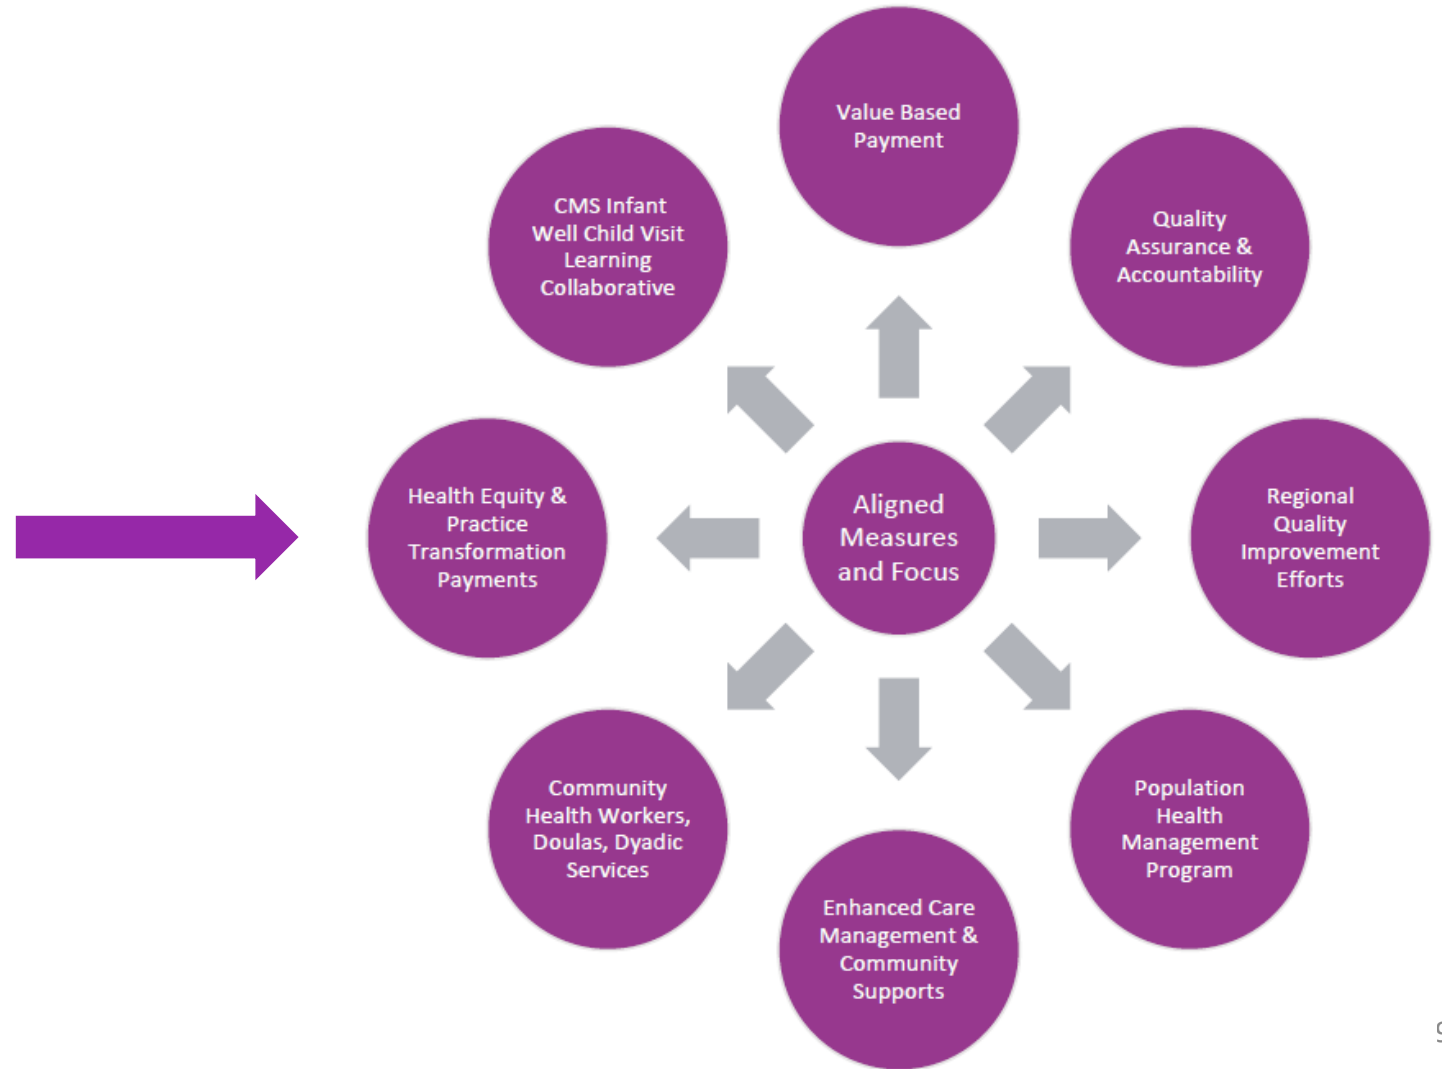 Value Based
Payment
CMS Infant
Well Child Visit
Learning
Collaborative
Quality
Assurance &
Accountability
Health Equity &
Practice
Transformation
Payments
Aligned
Measures
and Focus
Regional
Quality
Improvement
Efforts
Community
Health Workers,
Doulas, Dyadic
Services
Population
Health
Management
Program
Enhanced Care
Management &
Community
Supports